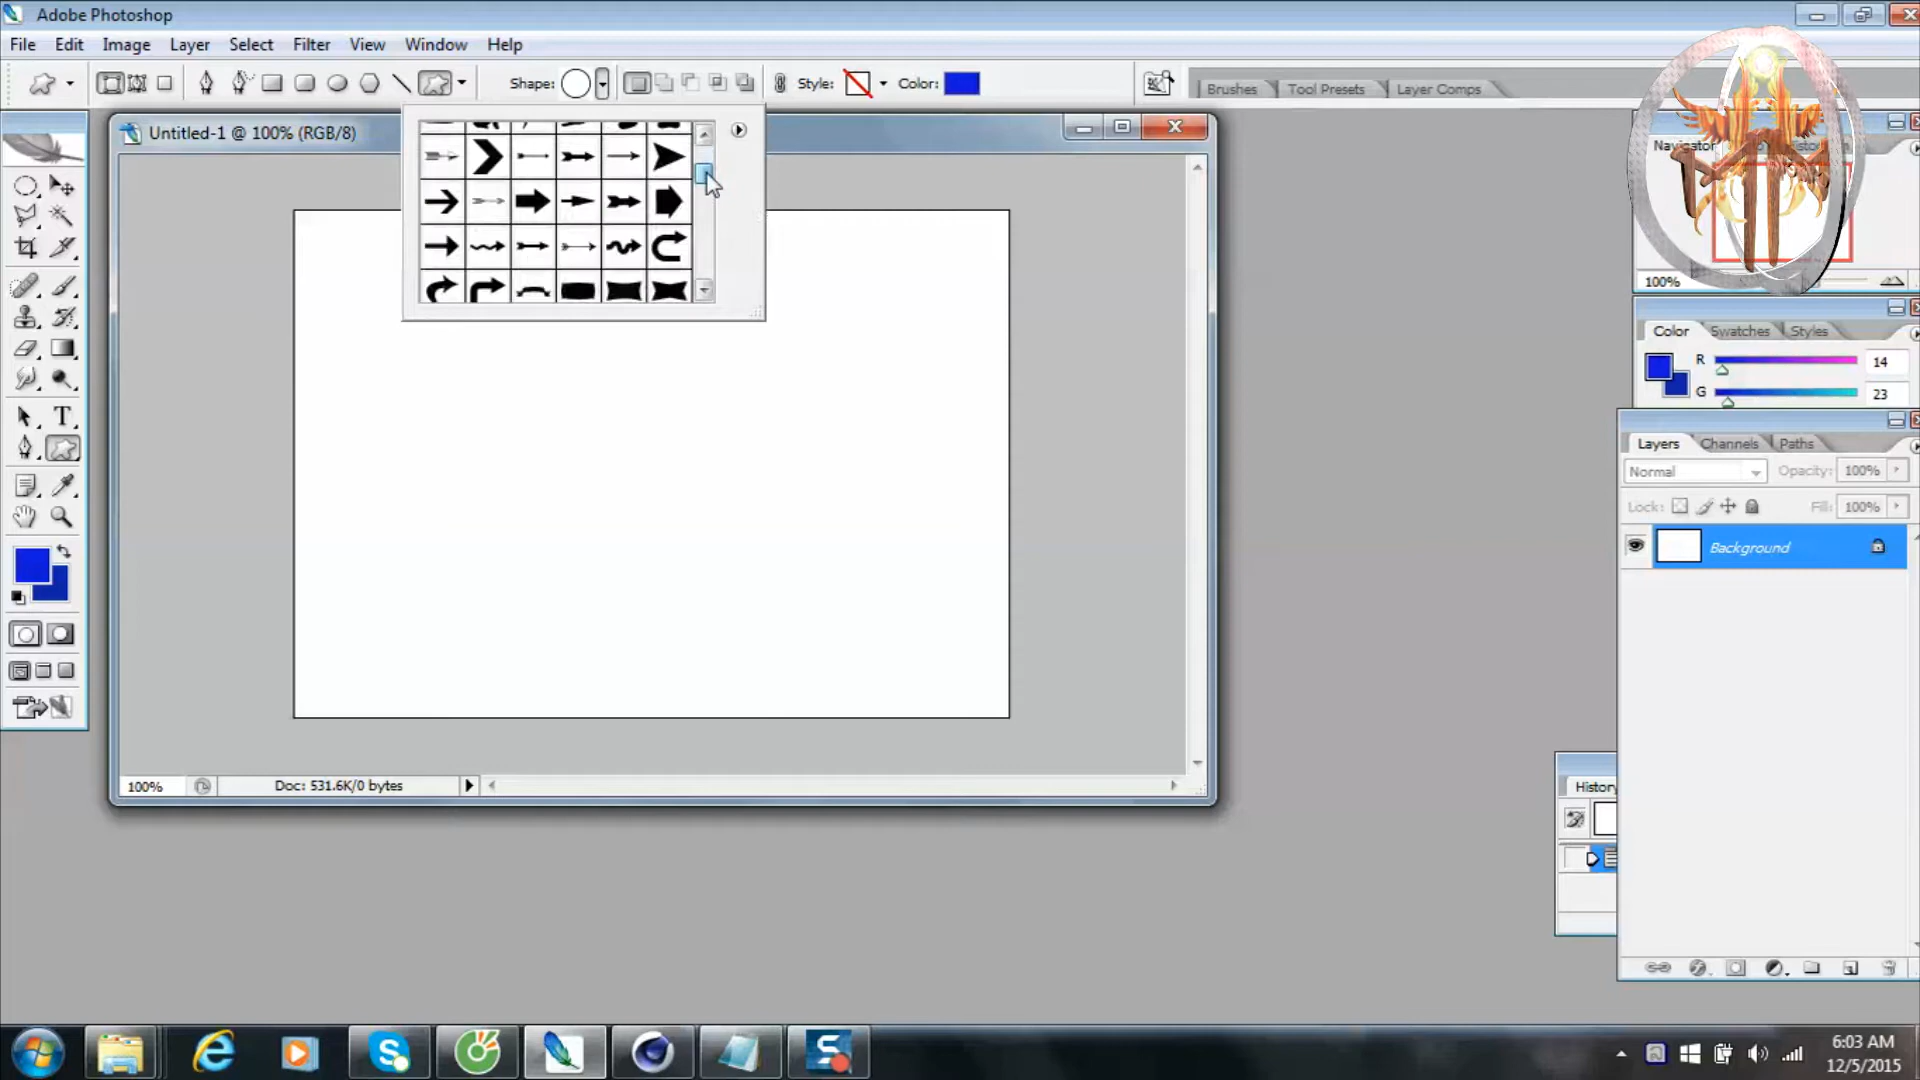 Adobe Photoshop
File Edit Image Layer Select Filter View Window Help
Shape: Style: Color: Brushes Tool Presets Layer Comps
Untitled-1 @ 100% (RGB/8)
Navigator
100%
Color Swatches Styles
R 14
G 23
Layers Channels Paths
Normal Opacity: 100%
Lock: Fill: 100%
Background
T
100% Doc: 531.6K/0 bytes
History
6:03 AM
12/5/2015